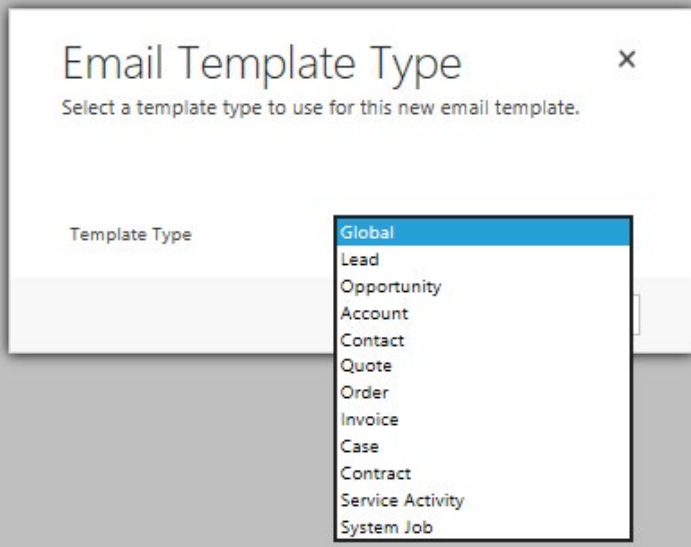 Email Template Type
Select a template type to use for this new email template.
Template Type
Global
Lead
Opportunity
Account
Contact
Quote
Order
Invoice
Case
Contract
Service Activity
System Job